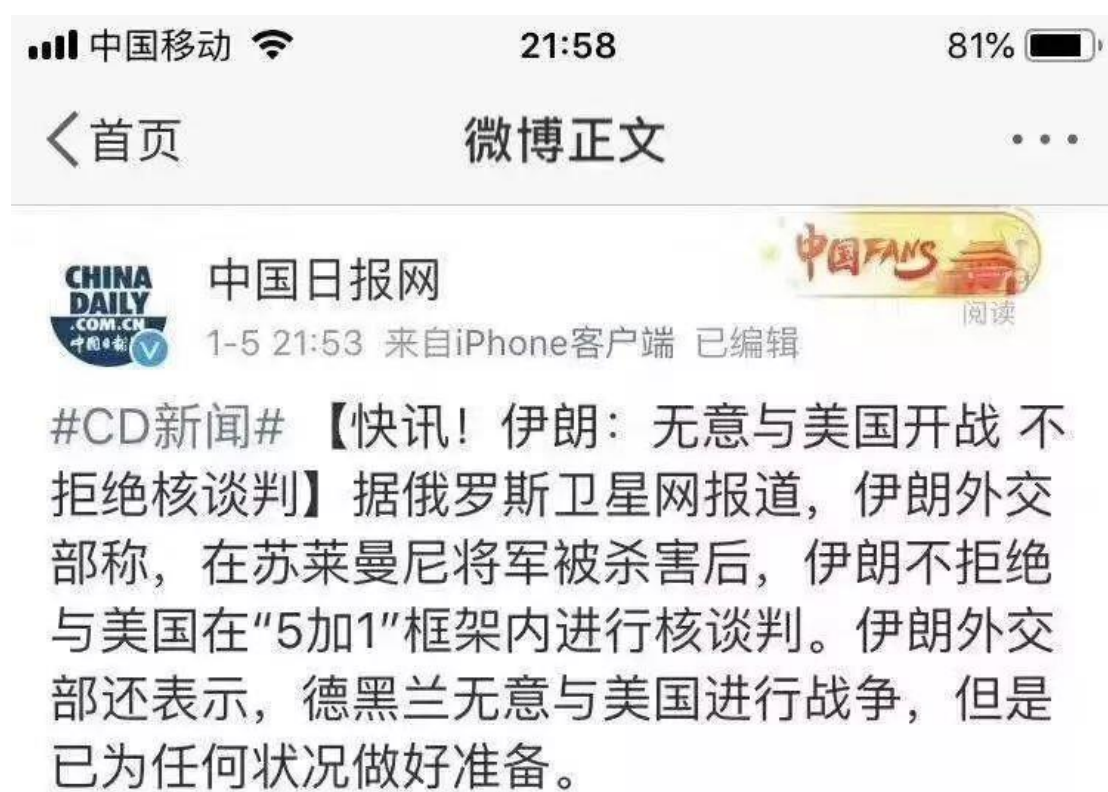 中国移动 21:58 81%
首页 微博正文 ...
中国FANS
CHINA
DAILY
.COM.CN
中国日报
中国日报网
阅读
1-5 21:53 来自iPhone客户端 已编辑
#CD新闻# 【快讯！伊朗：无意与美国开战 不
拒绝核谈判】据俄罗斯卫星网报道，伊朗外交
部称，在苏莱曼尼将军被杀害后，伊朗不拒绝
与美国在“5加1”框架内进行核谈判。伊朗外交
部还表示，德黑兰无意与美国进行战争，但是
已为任何状况做好准备。